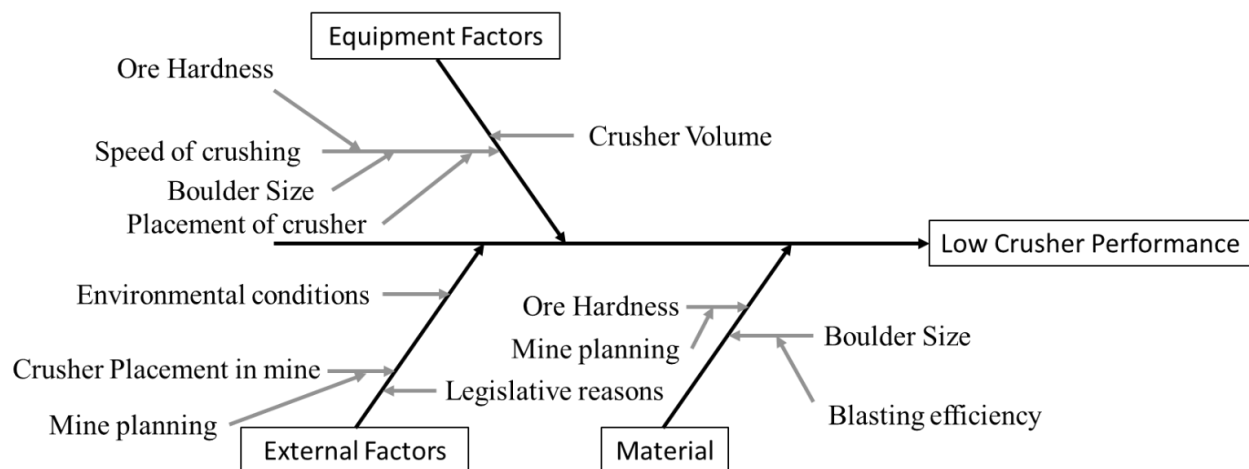 Equipment Factors
Ore Hardness
Crusher Volume
Speed of crushing
Boulder Size
Placement of crusher
Low Crusher Performance
Environmental conditions
Ore Hardness
Mine planning
Boulder Size
Crusher Placement in mine
Legislative reasons
Mine planning
Blasting efficiency
External Factors
Material